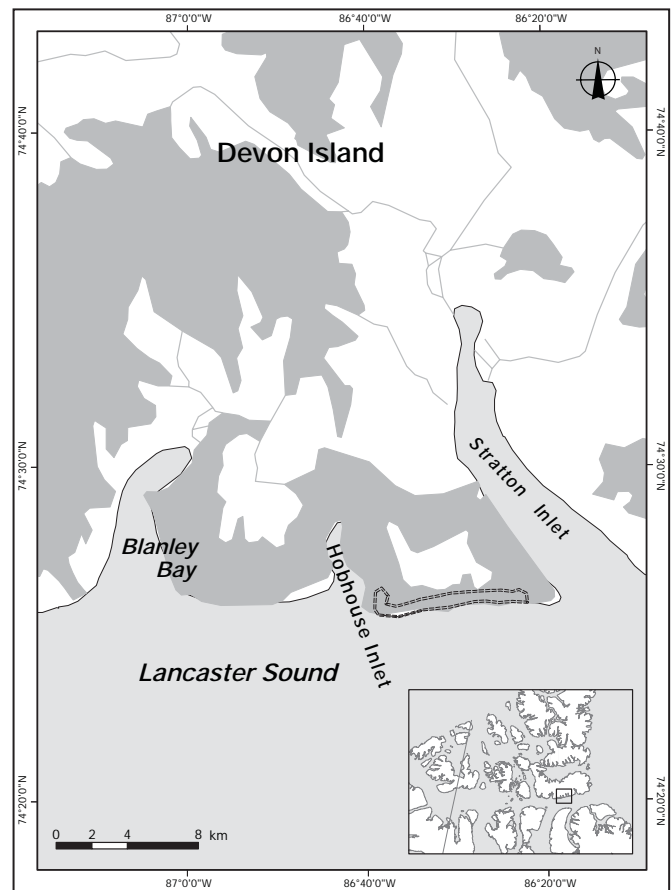 87°0'0"W
86°40'0"W
86°20'0"W
N
74°40'0"N
74°40'0"N
Devon Island
74°30'0"N
74°30'0"N
Stratton Inlet
Blanley
Bay
Hobhouse Inlet
Lancaster Sound
74°20'0"N
74°20'0"N
0 2 4 8 km
87°0'0"W
86°40'0"W
86°20'0"W